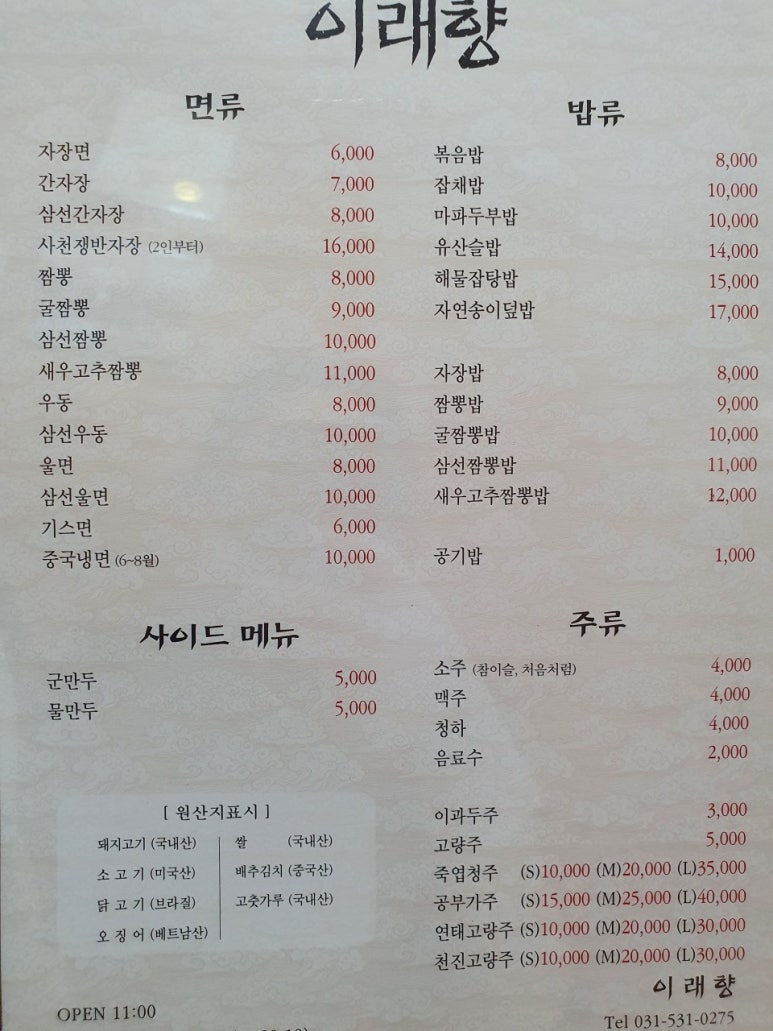 이래향
면류
자장면 6,000
간자장 7,000
삼선간자장 8,000
사천쟁반자장 (2인부터) 16,000
짬뽕 8,000
굴짬뽕 9,000
삼선짬뽕 10,000
새우고추짬뽕 11,000
우동 8,000
삼선우동 10,000
울면 8,000
삼선울면 10,000
기스면 6,000
중국냉면 (6~8월) 10,000
밥류
볶음밥 8,000
잡채밥 10,000
마파두부밥 10,000
유산슬밥 14,000
해물잡탕밥 15,000
자연송이덮밥 17,000
자장밥 8,000
짬뽕밥 9,000
굴짬뽕밥 10,000
삼선짬뽕밥 11,000
새우고추짬뽕밥 12,000
공기밥 1,000
사이드 메뉴
군만두 5,000
물만두 5,000
주류
소주 (참이슬, 처음처럼) 4,000
맥주 4,000
청하 4,000
음료수 2,000
이과두주 3,000
고량주 5,000
죽엽청주 (S)10,000 (M)20,000 (L)35,000
공부가주 (S)15,000 (M)25,000 (L)40,000
연태고량주 (S)10,000 (M)20,000 (L)30,000
천진고량주 (S)10,000 (M)20,000 (L)30,000
[ 원산지표시 ]
돼지고기 (국내산) 쌀 (국내산)
소 고 기 (미국산) 배추김치 (중국산)
닭 고 기 (브라질) 고춧가루 (국내산)
오 징 어 (베트남산)
이 래 향
OPEN 11:00
Tel 031-531-0275